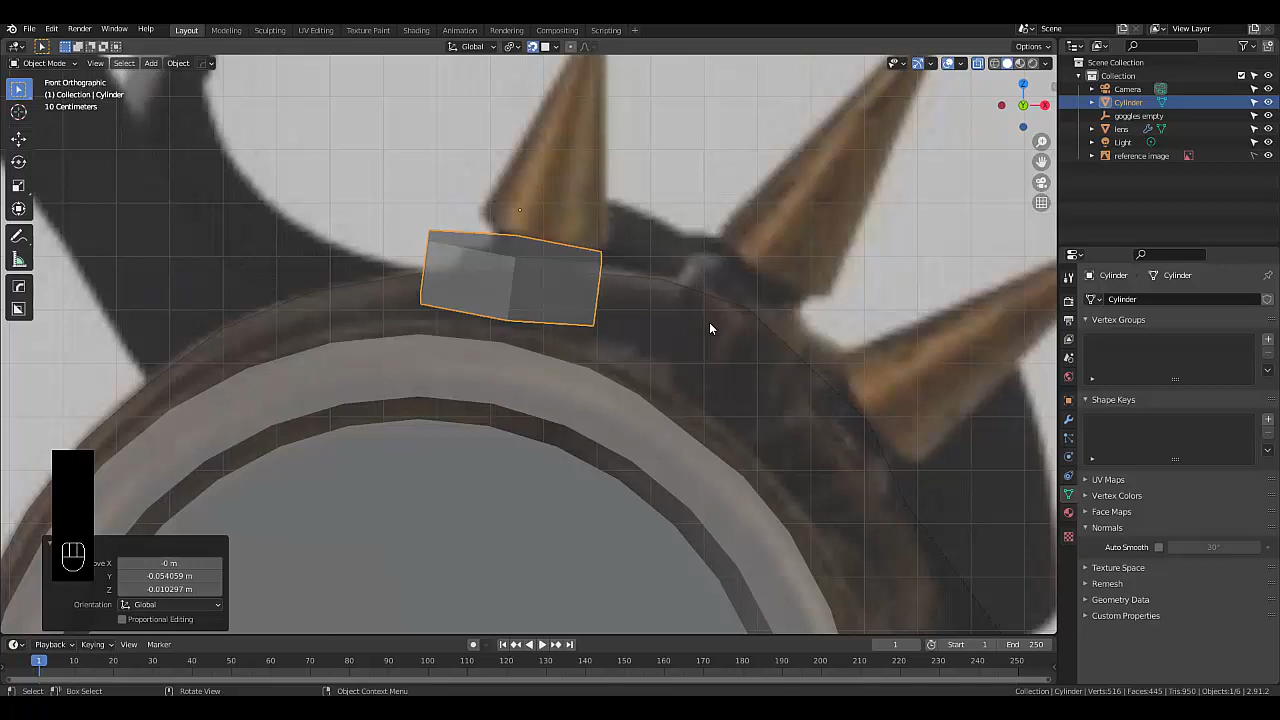 File Edit Render Window Help Layout Modeling Sculpting UV Editing Texture Paint Shading Animation Rendering Compositing Scripting + Scene View Layer
Global Options
Object Mode View Select Add Object
Front Orthographic
(1) Collection | Cylinder
10 Centimeters
Z
Y
X
Scene Collection
Collection
Camera
Cylinder
goggles empty
lens
Light
reference image
Cylinder Cylinder
Cylinder
Vertex Groups
Shape Keys
UV Maps
Vertex Colors
Face Maps
Normals
Auto Smooth 30°
Texture Space
Remesh
Geometry Data
Custom Properties
ove X -0 m
Y -0.054059 m
Z -0.010297 m
Orientation Global
Proportional Editing
Playback Keying View Marker 1 Start 1 End 250
1 10 20 30 40 50 60 70 80 90 100 110 120 130 140 150 160 170 180 190 200 210 220 230 240 250
Select Box Select Rotate View Object Context Menu Collection | Cylinder | Verts:516 | Faces:445 | Tris:950 | Objects:1/6 | 2.91.2